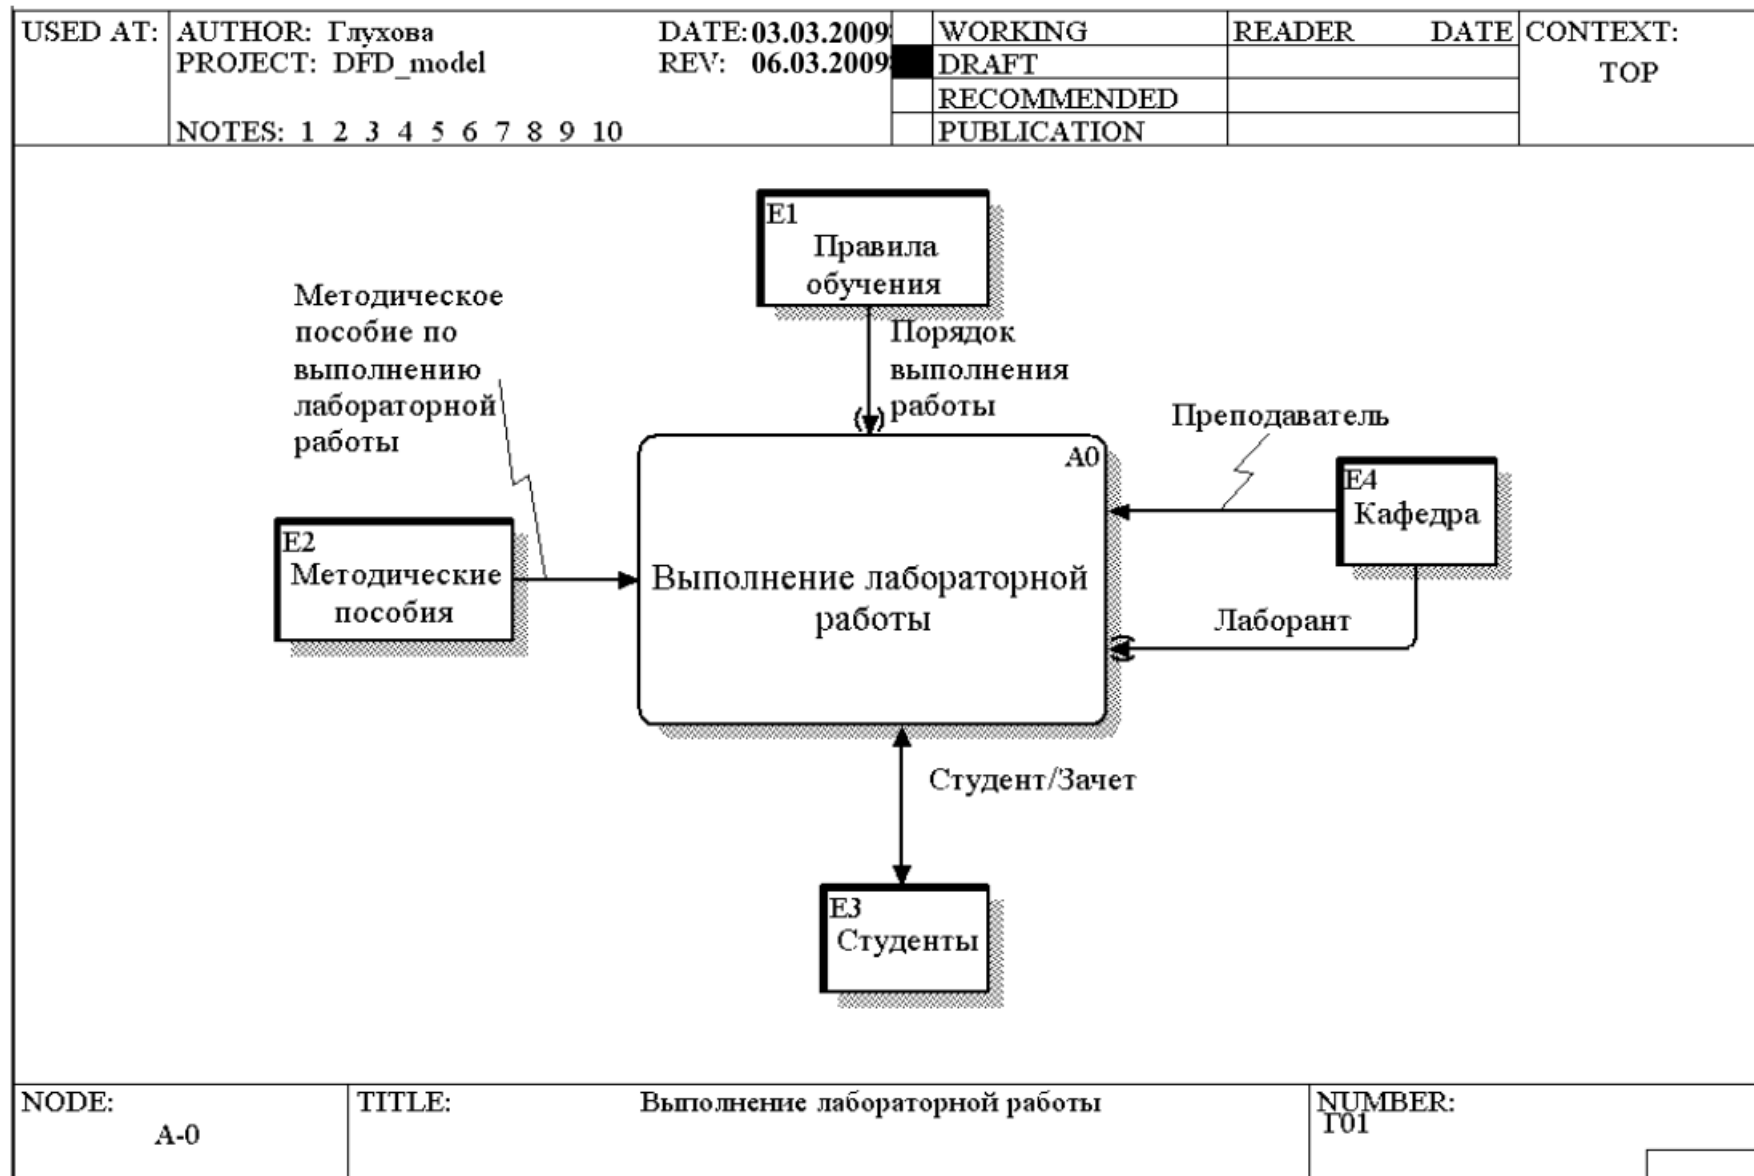 USED AT: AUTHOR: Глухова DATE: 03.03.2009 WORKING READER DATE CONTEXT:
PROJECT: DFD_model REV: 06.03.2009 DRAFT TOP
RECOMMENDED
NOTES: 1 2 3 4 5 6 7 8 9 10 PUBLICATION
E1
Правила
обучения
Методическое
пособие по
выполнению
лабораторной
работы
Порядок
выполнения
работы
Преподаватель
A0
E4
Кафедра
E2
Методические
пособия
Выполнение лабораторной
работы
Лаборант
Студент/Зачет
E3
Студенты
NODE: TITLE: Выполнение лабораторной работы NUMBER:
A-0 Г01